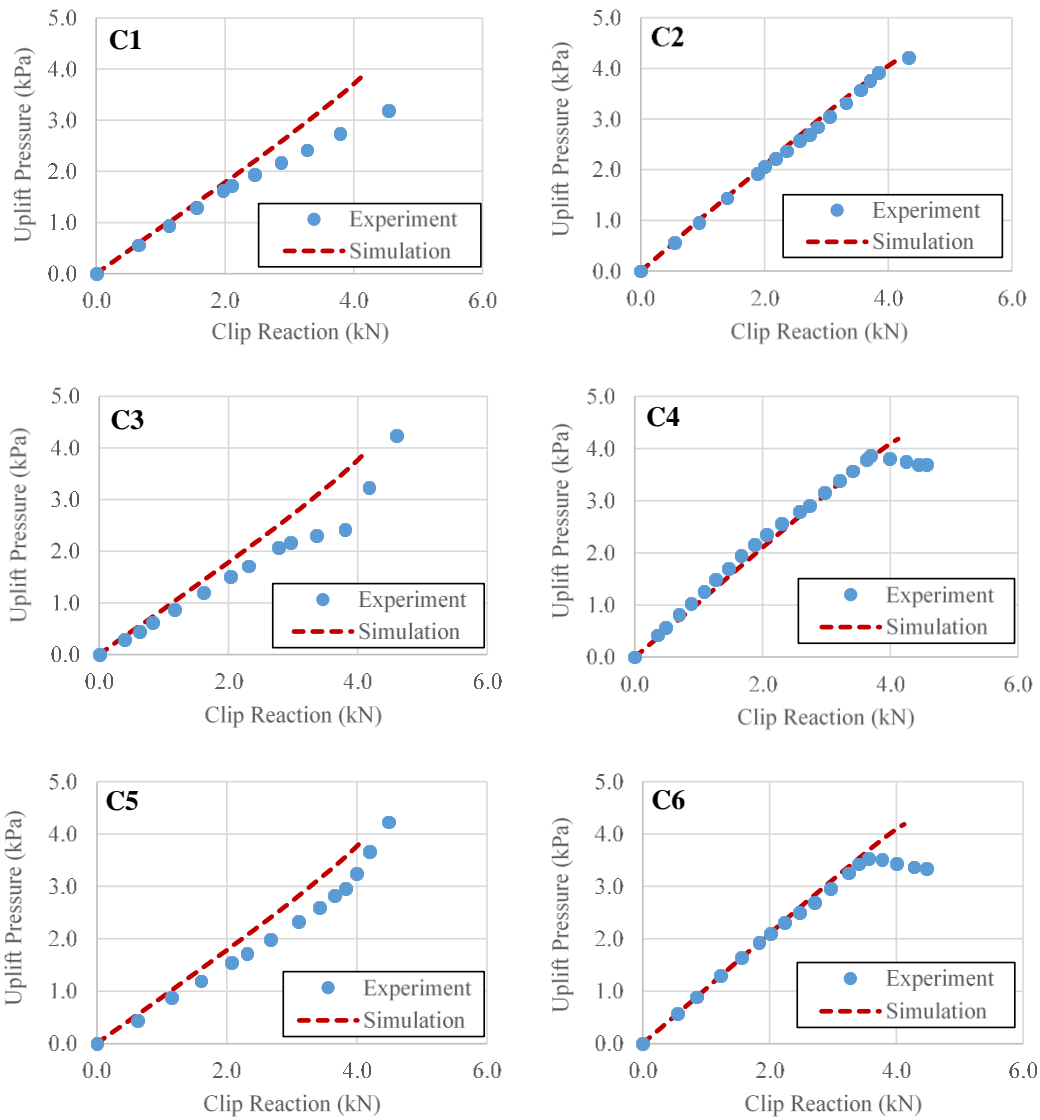 C1
Uplift Pressure (kPa)
5.0
4.0
3.0
2.0
1.0
0.0
0.0 2.0 4.0 6.0
Clip Reaction (kN)
Experiment
Simulation
C2
Uplift Pressure (kPa)
5.0
4.0
3.0
2.0
1.0
0.0
0.0 2.0 4.0 6.0
Clip Reaction (kN)
Experiment
Simulation
C3
Uplift Pressure (kPa)
5.0
4.0
3.0
2.0
1.0
0.0
0.0 2.0 4.0 6.0
Clip Reaction (kN)
Experiment
Simulation
C4
Uplift Pressure (kPa)
5.0
4.0
3.0
2.0
1.0
0.0
0.0 2.0 4.0 6.0
Clip Reaction (kN)
Experiment
Simulation
C5
Uplift Pressure (kPa)
5.0
4.0
3.0
2.0
1.0
0.0
0.0 2.0 4.0 6.0
Clip Reaction (kN)
Experiment
Simulation
C6
Uplift Pressure (kPa)
5.0
4.0
3.0
2.0
1.0
0.0
0.0 2.0 4.0 6.0
Clip Reaction (kN)
Experiment
Simulation